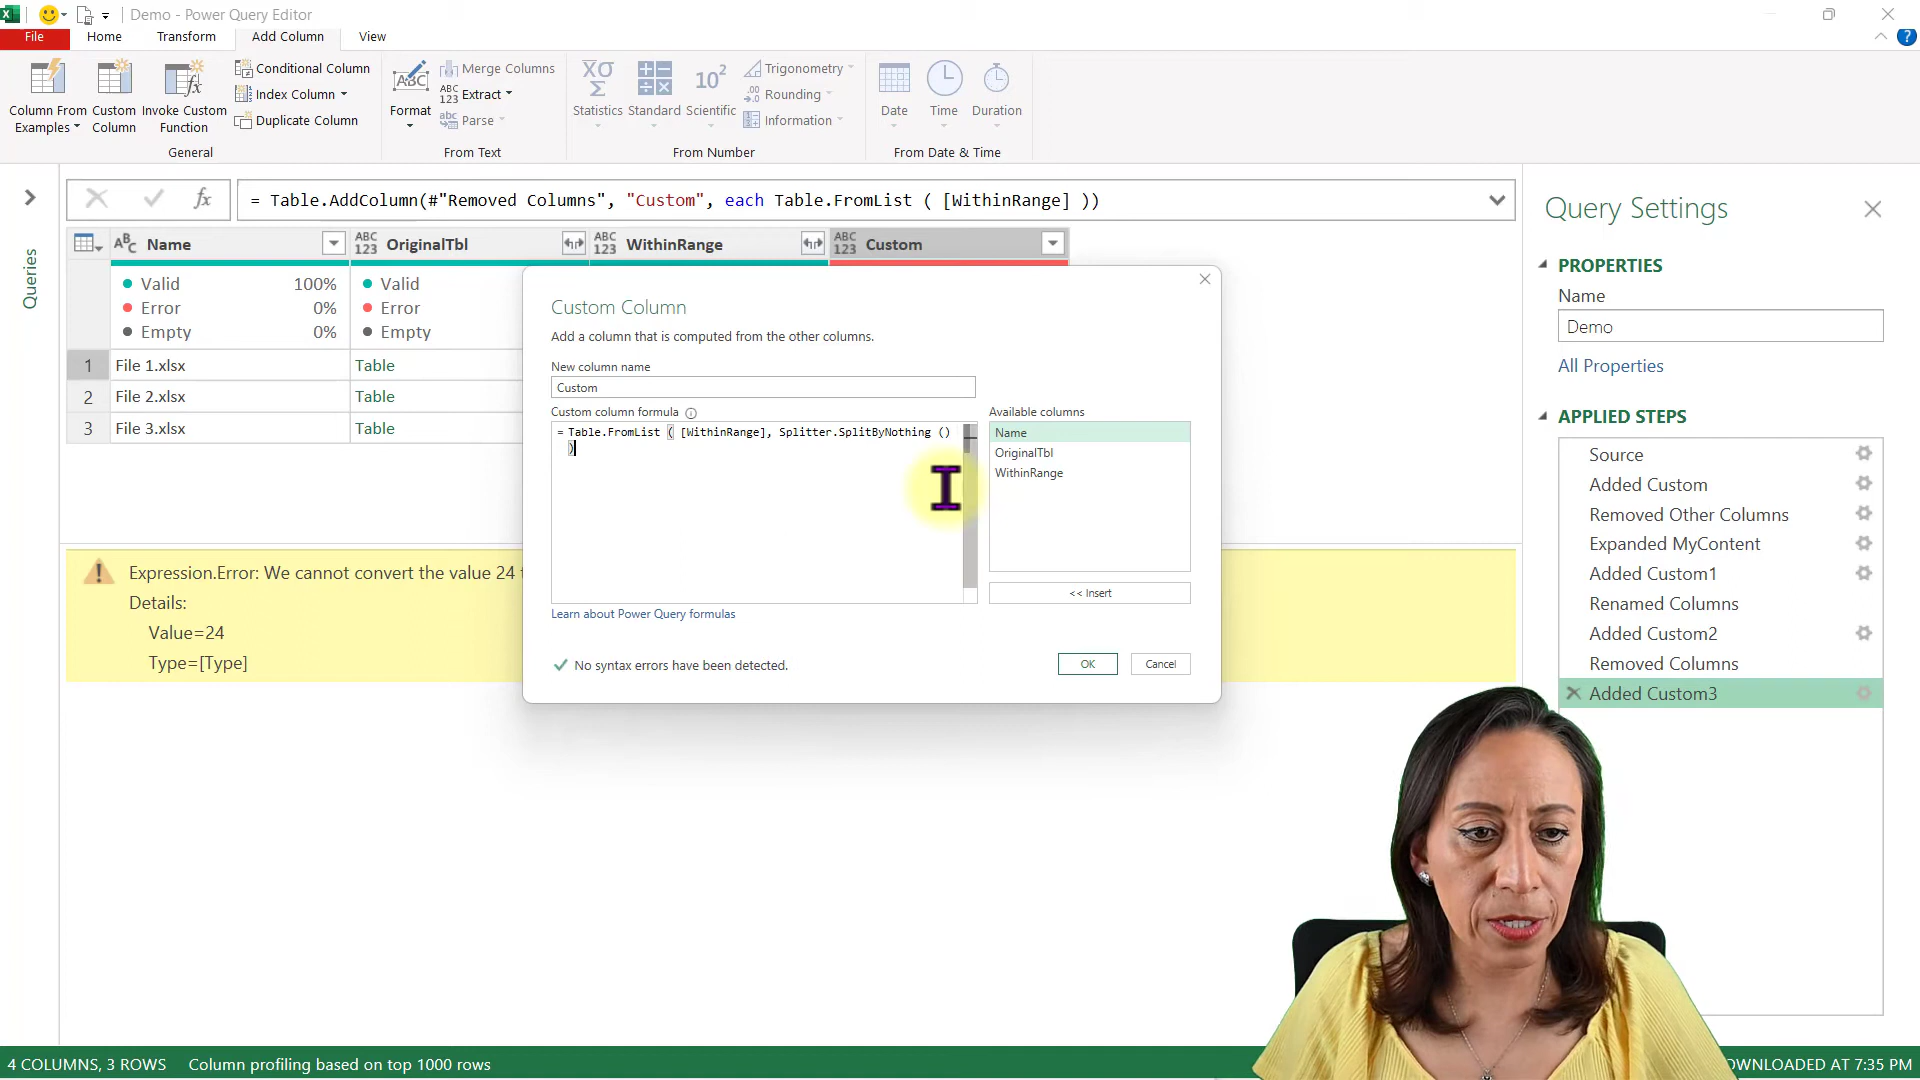 Demo - Power Query Editor
File Home Transform Add Column View
Column From Examples
Custom Column
Invoke Custom Function
Conditional Column
Index Column
Duplicate Column
General
Format
Merge Columns
Extract
Parse
From Text
Statistics
Standard
Scientific
Trigonometry
Rounding
Information
From Number
Date
Time
Duration
From Date & Time
= Table.AddColumn(#"Removed Columns", "Custom", each Table.FromList ( [WithinRange] ))
Queries
Name OriginalTbl WithinRange Custom
Valid 100% Valid
Error 0% Error
Empty 0% Empty
1 File 1.xlsx Table
2 File 2.xlsx Table
3 File 3.xlsx Table
Expression.Error: We cannot convert the value 24
Details:
Value=24
Type=[Type]
Custom Column
Add a column that is computed from the other columns.
New column name
Custom
Custom column formula
= Table.FromList ( [WithinRange], Splitter.SplitByNothing ()
)
Available columns
Name
OriginalTbl
WithinRange
<< Insert
Learn about Power Query formulas
No syntax errors have been detected.
OK
Cancel
Query Settings
PROPERTIES
Name
Demo
All Properties
APPLIED STEPS
Source
Added Custom
Removed Other Columns
Expanded MyContent
Added Custom1
Renamed Columns
Added Custom2
Removed Columns
Added Custom3
4 COLUMNS, 3 ROWS Column profiling based on top 1000 rows
AT 7:35 PM